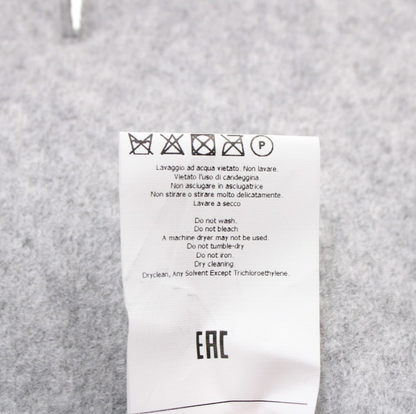 P
Lavaggio ad acqua vietato. Non lavare.
Vietato l'uso di candeggina.
Non asciugare in asciugatrice
Non stirare o stirare molto delicatamente.
Lavare a secco
Do not wash.
Do not bleach
A machine dryer may not be used.
Do not tumble-dry
Do not iron.
Dry cleaning.
Dryclean, Any Solvent Except Trichloroethylene.
EAC